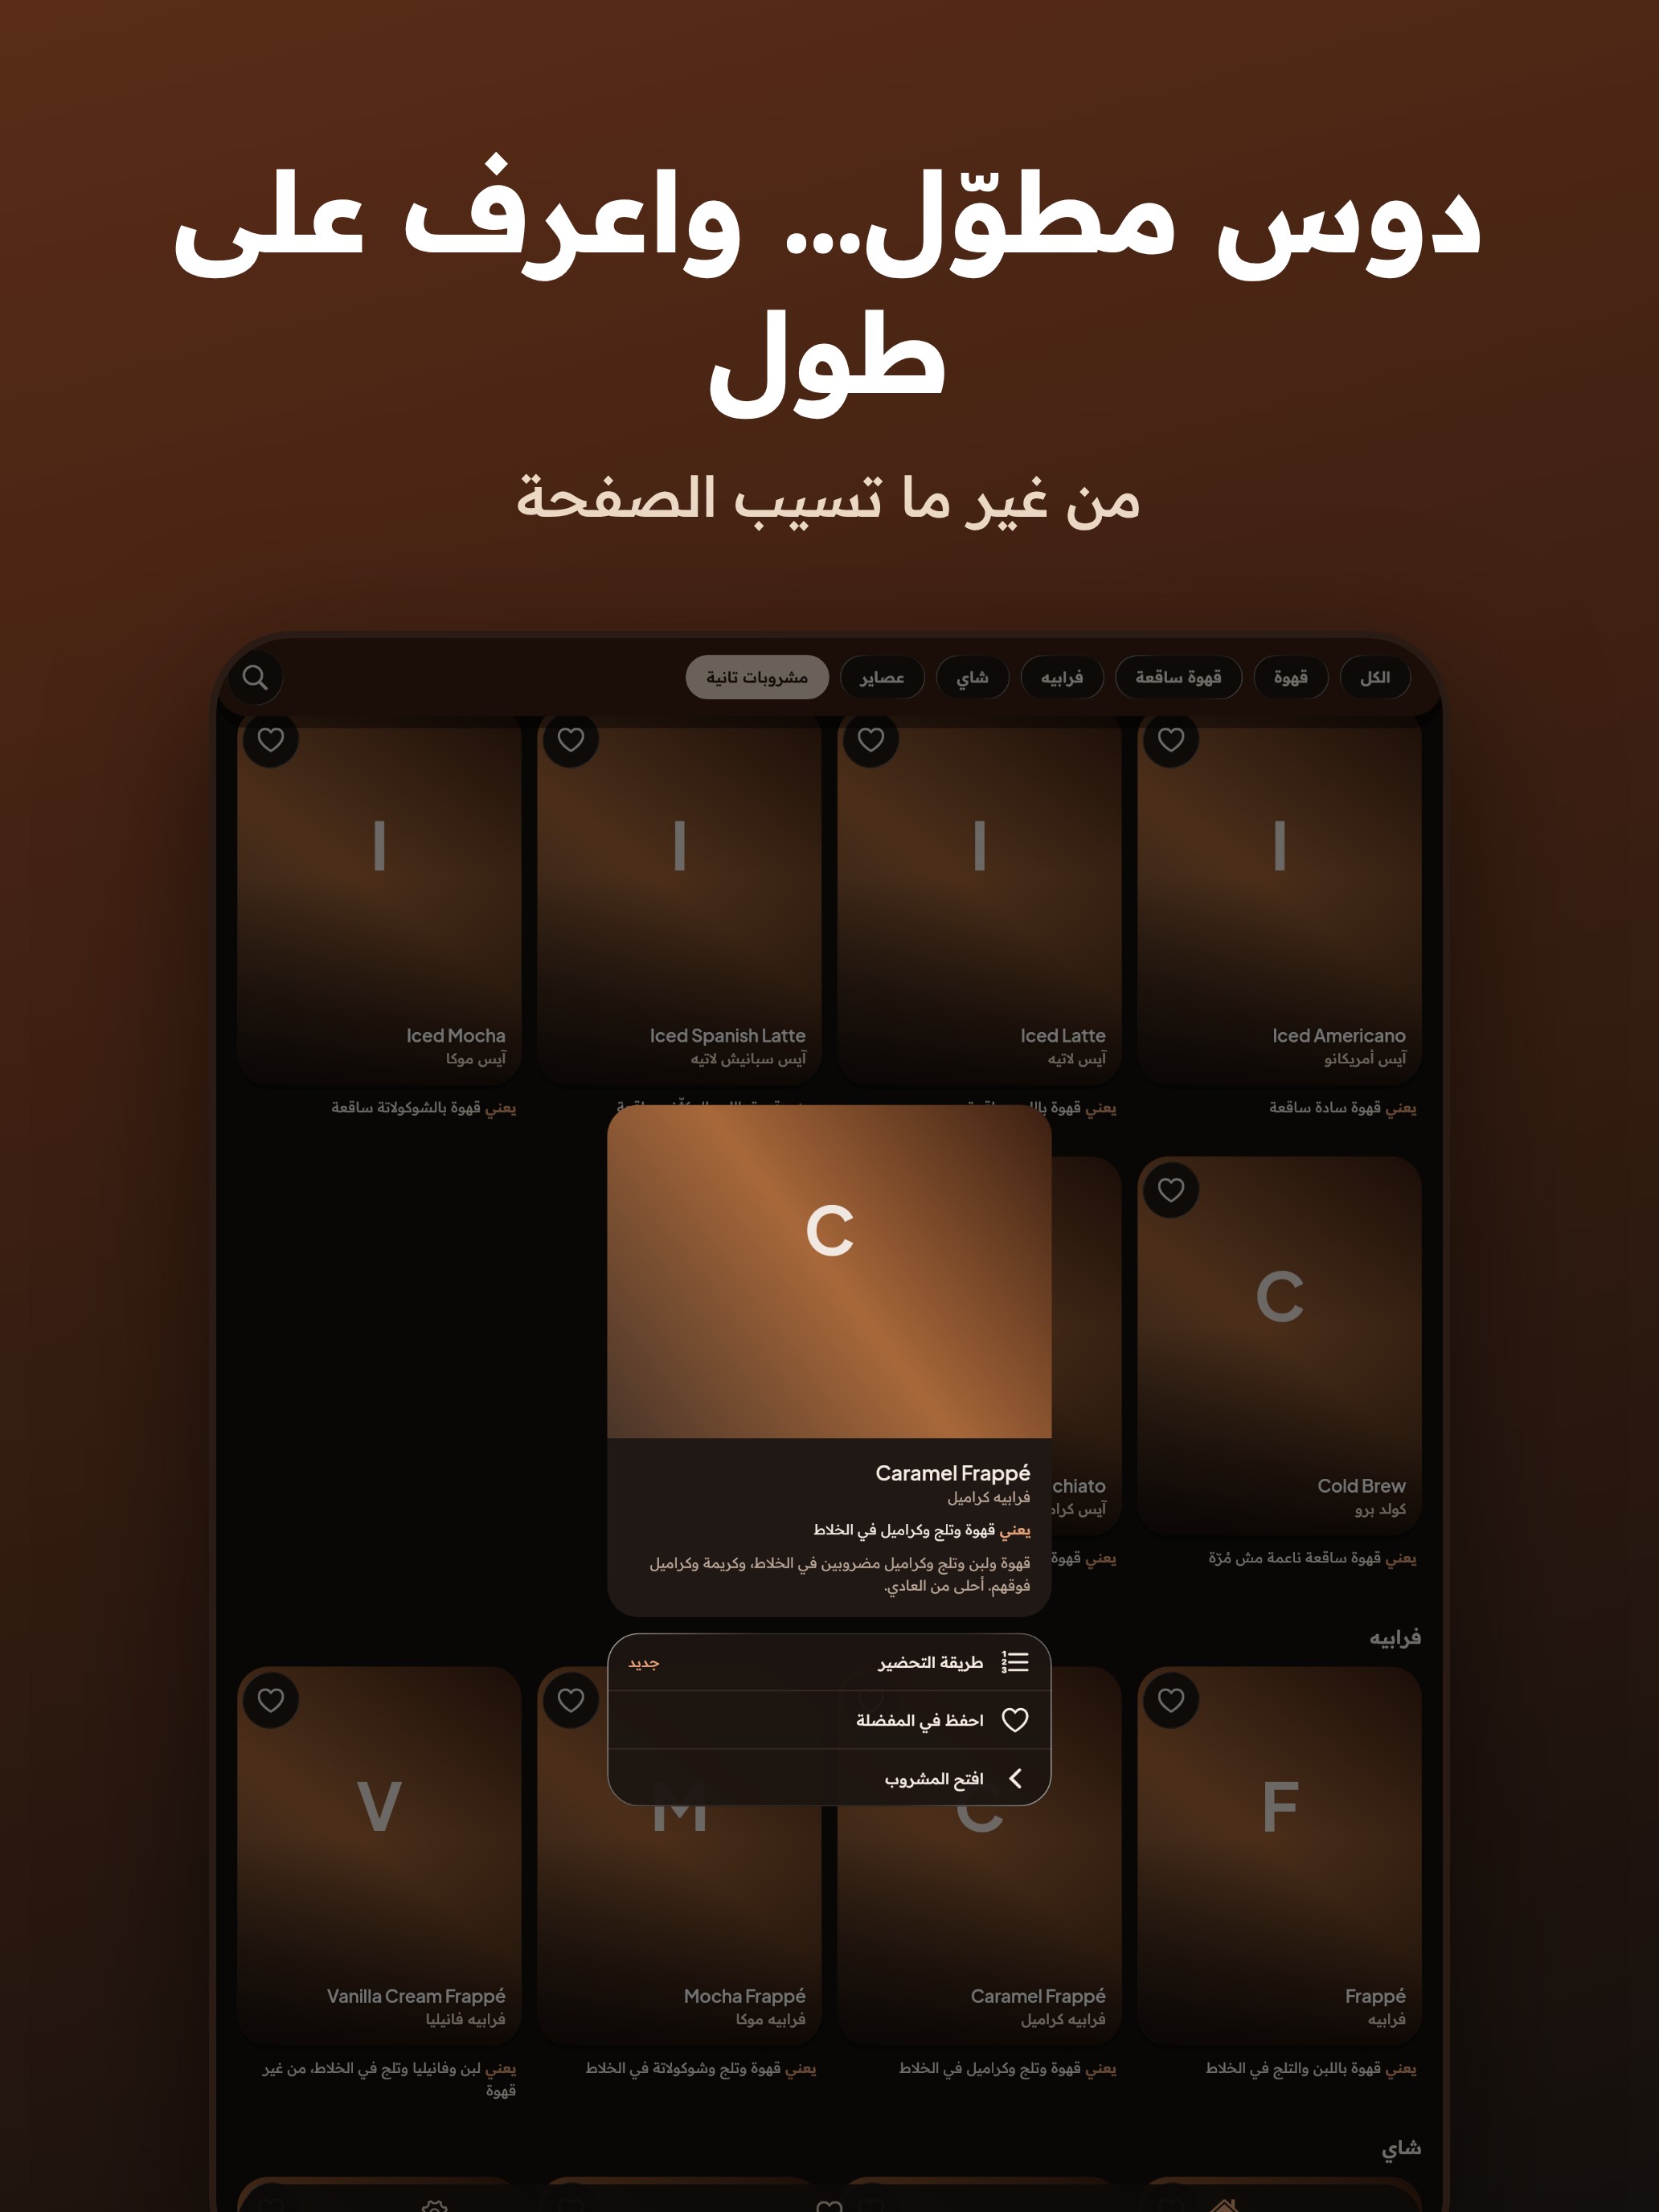 دوس مطوّل... واعرف على
طول
من غير ما تسيب الصفحة
الكل قهوة قهوة ساقعة فرابيه شاي عصاير مشروبات تانية
I I I I
Iced Americano Iced Latte Iced Spanish Latte Iced Mocha
آيس أمريكانو آيس لاتيه آيس سبانيش لاتيه آيس موكا
يعني قهوة سادة ساقعة يعني قهوة يعني قهوة بالشوكولاتة ساقعة
C
Cold Brew chiato
كولد برو آيس
يعني قهوة ساقعة ناعمة مش مُرّة يعني قهوة
C
Caramel Frappé
فرابيه كراميل
يعني قهوة وتلج وكراميل في الخلاط
قهوة ولبن وتلج وكراميل مضروبين في الخلاط، وكريمة وكراميل
فوقهم. أحلى من العادي.
طريقة التحضير جديد
احفظ في المفضلة
افتح المشروب
فرابيه
F C M V
Frappé Caramel Frappé Mocha Frappé Vanilla Cream Frappé
فرابيه فرابيه كراميل فرابيه موكا فرابيه فانيليا
يعني قهوة باللبن والتلج في الخلاط يعني قهوة وتلج وكراميل في الخلاط يعني قهوة وتلج وشوكولاتة في الخلاط يعني لبن وفانيليا وتلج في الخلاط، من غير
قهوة
شاي